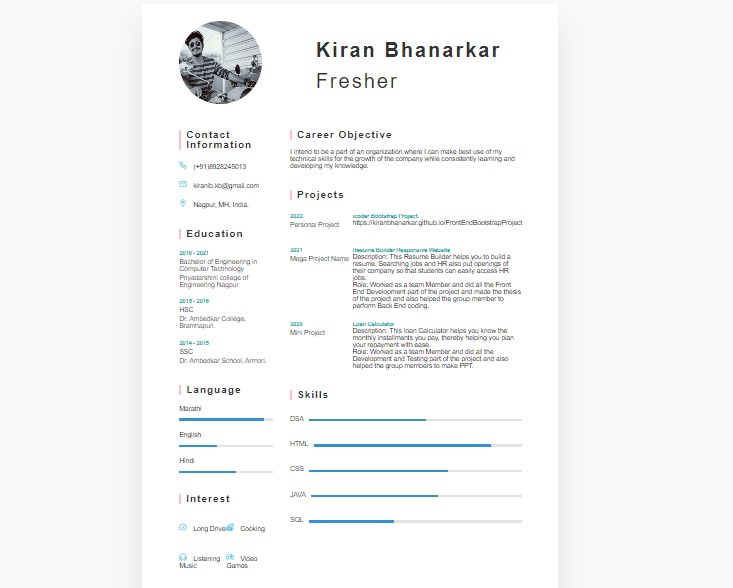 Kiran Bhanarkar
Fresher
Contact
Information
(+91)8928245013
kiranib.kb@gmail.com
Nagpur, MH, India.
Education
2016 - 2021
Bachelor of Engineering in
Computer Technology
Priyadarshini college of
Engineering Nagpur
2015 - 2016
HSC
Dr. Ambedkar College,
Bramhapuri.
2014 - 2015
SSC
Dr. Ambedkar School, Armori.
Language
Marathi
English
Hindi
Interest
Long Drive
Cooking
Listening
Music
Video
Games
Career Objective
I intend to be a part of an organization where I can make best use of my
technical skills for the growth of the company while consistently learning and
developing my knowledge.
Projects
2022
Personal Project
icoder Bootstrap Project.
https://kiranbhanarkar.github.io/FrontEndBootstrapProject
2021
Mega Project Name
Resume Builder Responsive Website
Description: This Resume Builder helps you to build a
resume, Searching jobs and HR also put openings of
their company so that students can easily access HR
jobs.
Role: Worked as a team Member and did all the Front
End Development part of the project and made the thesis
of the project and also helped the group member to
perform Back End coding.
2020
Mini Project
Loan Calculator
Description: This loan Calculator helps you know the
monthly installments you pay, thereby helping you plan
your repayment with ease.
Role: Worked as a team Member and did all the
Development and Testing part of the project and also
helped the group members to make PPT.
Skills
DSA
HTML
CSS
JAVA
SQL